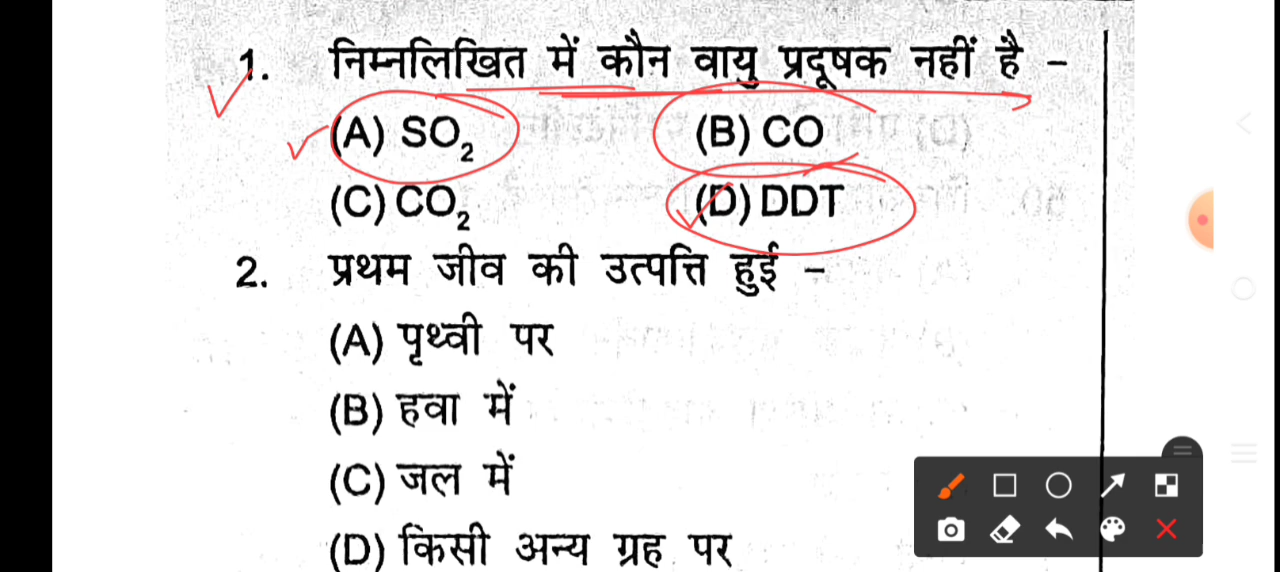 1. निम्नलिखित में कौन वायु प्रदूषक नहीं है –
(A) SO₂ (B) CO
(C) CO₂ (D) DDT
2. प्रथम जीव की उत्पत्ति हुई –
(A) पृथ्वी पर
(B) हवा में
(C) जल में
(D) किसी अन्य ग्रह पर